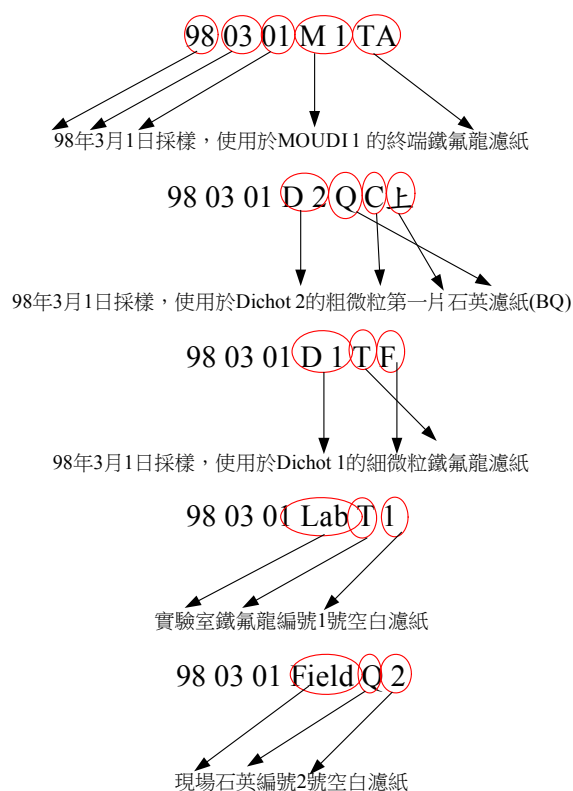 98 03 01 M 1 TA
98年3月1日採樣，使用於MOUDI 1 的終端鐵氟龍濾紙
98 03 01 D 2 Q C 上
98年3月1日採樣，使用於Dichot 2的粗微粒第一片石英濾紙(BQ)
98 03 01 D 1 T F
98年3月1日採樣，使用於Dichot 1的細微粒鐵氟龍濾紙
98 03 01 Lab T 1
實驗室鐵氟龍編號1號空白濾紙
98 03 01 Field Q 2
現場石英編號2號空白濾紙